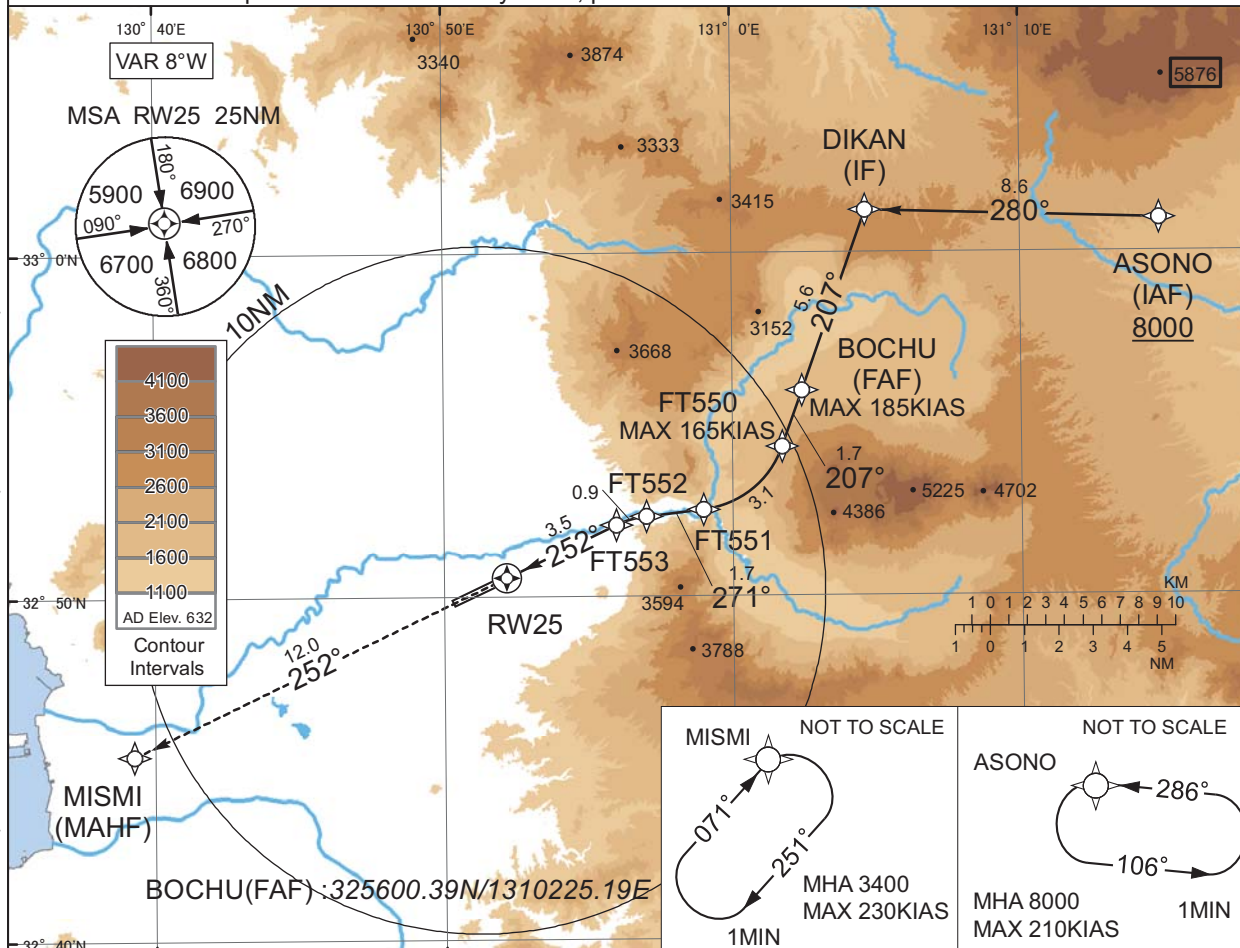 130° 40'E
130° 50'E
131° 0'E
131° 10'E
VAR 8°W
3340
3874
5876
MSA RW25 25NM
180°
5900
6900
090°
270°
6700
6800
360°
3333
3415
DIKAN
(IF)
8.6
280°
ASONO
(IAF)
8000
33° 0'N
10NM
5.6
207°
3152
3668
BOCHU
(FAF)
MAX 185KIAS
FT550
MAX 165KIAS
4100
3600
3100
2600
2100
1600
1100
AD Elev. 632
Contour
Intervals
1.7
207°
5225
4702
4386
3.1
FT552
0.9
3.5
252°
FT553
FT551
1.7
271°
3594
RW25
32° 50'N
3788
KM
1 0 1 2 3 4 5 6 7 8 9 10
1 0 1 2 3 4 5
NM
12.0
252°
MISMI
(MAHF)
BOCHU(FAF) :325600.39N/1310225.19E
NOT TO SCALE
MISMI
071°
251°
MHA 3400
MAX 230KIAS
1MIN
NOT TO SCALE
ASONO
286°
106°
MHA 8000
MAX 210KIAS
1MIN
32° 40'N